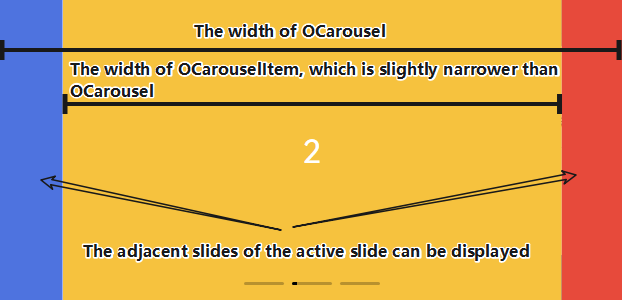 The width of OCarousel
The width of OCarouselItem, which is slightly narrower than
OCarousel
2
The adjacent slides of the active slide can be displayed